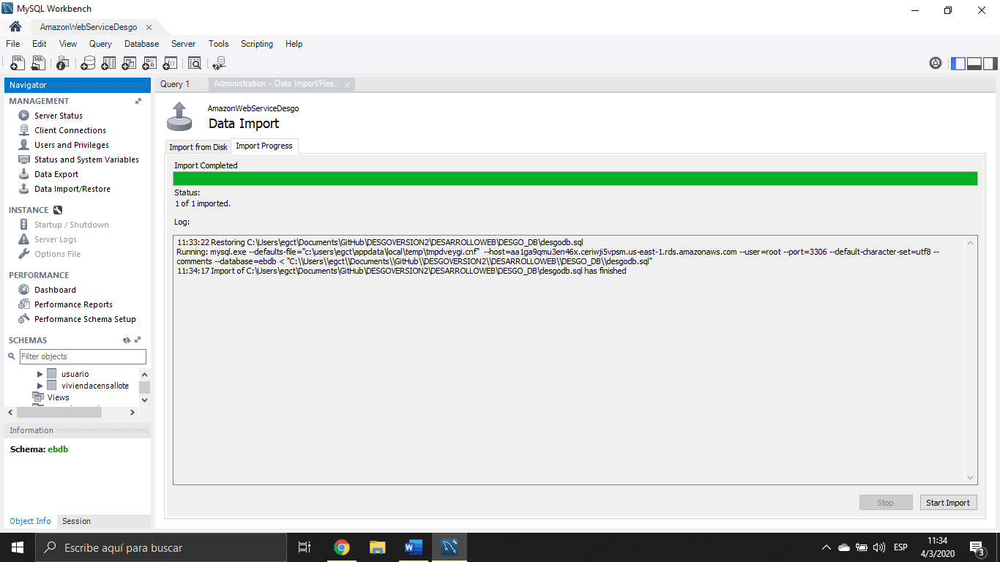 MySQL Workbench
AmazonWebServiceDesgo
File Edit View Query Database Server Tools Scripting Help
Navigator
MANAGEMENT
Server Status
Client Connections
Users and Privileges
Status and System Variables
Data Export
Data Import/Restore
INSTANCE
Startup / Shutdown
Server Logs
Options File
PERFORMANCE
Dashboard
Performance Reports
Performance Schema Setup
SCHEMAS
Filter objects
usuario
viviendacensallote
Views
Information
Schema: ebdb
Object Info Session
Query 1 Administration - Data Import/Res...
AmazonWebServiceDesgo
Data Import
Import from Disk Import Progress
Import Completed
Status:
1 of 1 imported.
Log:
11:33:22 Restoring C:\Users\egct\Documents\GitHub\DESGOVERSION2\DESARROLLOWEB\DESGO_DB\desgodb.sql
Running: mysql.exe --defaults-file="c:\users\egct\appdata\local\temp\tmpdveygi.cnf" --host=aa1ga9qmu3en46x.ceriwji5vpsm.us-east-1.rds.amazonaws.com --user=root --port=3306 --default-character-set=utf8 --
comments --database=ebdb < "C:\\Users\\egct\\Documents\\GitHub\\DESGOVERSION2\\DESARROLLOWEB\\DESGO_DB\\desgodb.sql"
11:34:17 Import of C:\Users\egct\Documents\GitHub\DESGOVERSION2\DESARROLLOWEB\DESGO_DB\desgodb.sql has finished
Stop Start Import
Escribe aquí para buscar
ESP
11:34
4/3/2020
3